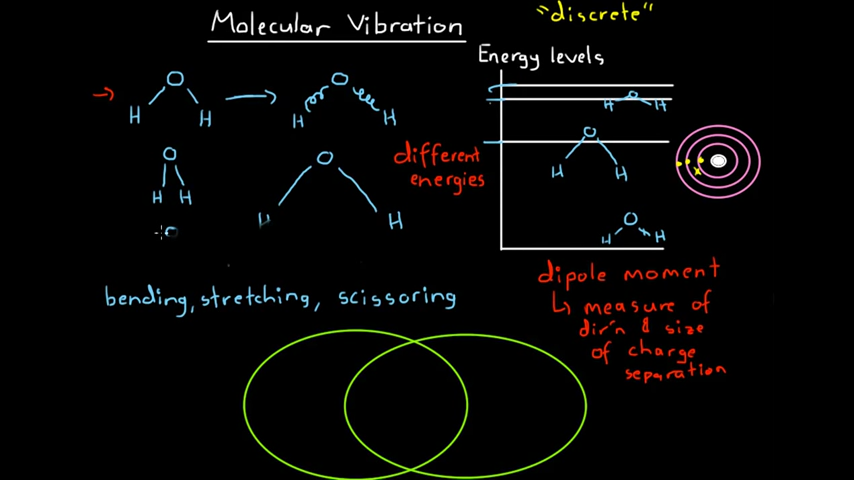 Molecular Vibration
"discrete"
Energy levels
O
H H
O
H H
O
H H
O
H H
different
energies
O
H H
O
H H
O
H H
x
dipole moment
↳ measure of
dir'n & size
of charge
separation
bending, stretching, scissoring